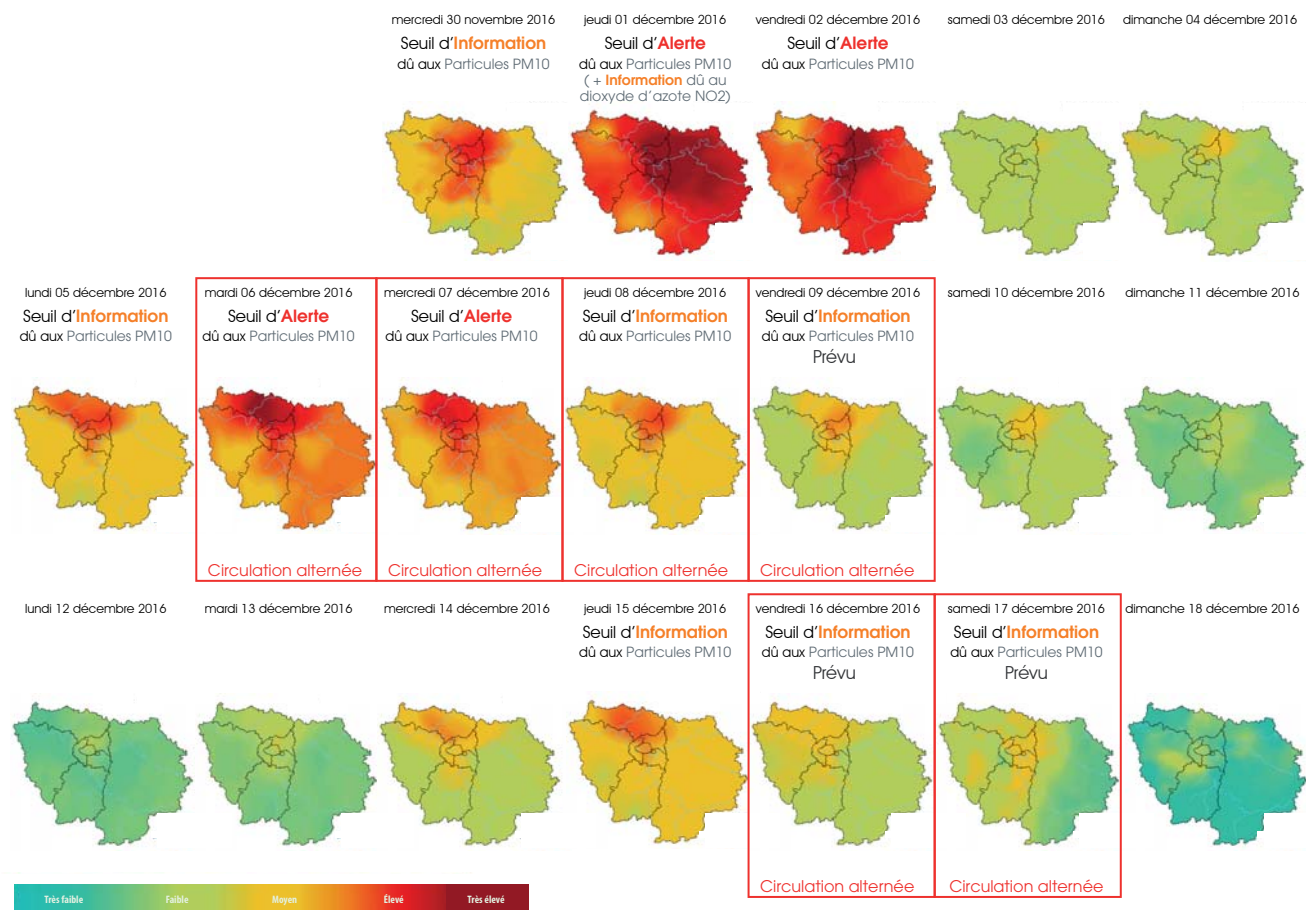 mercredi 30 novembre 2016
Seuil d'Information
dû aux Particules PM10
jeudi 01 décembre 2016
Seuil d'Alerte
dû aux Particules PM10
( + Information dû au
dioxyde d'azote NO2)
vendredi 02 décembre 2016
Seuil d'Alerte
dû aux Particules PM10
samedi 03 décembre 2016
dimanche 04 décembre 2016
lundi 05 décembre 2016
Seuil d'Information
dû aux Particules PM10
mardi 06 décembre 2016
Seuil d'Alerte
dû aux Particules PM10
Circulation alternée
mercredi 07 décembre 2016
Seuil d'Alerte
dû aux Particules PM10
Circulation alternée
jeudi 08 décembre 2016
Seuil d'Information
dû aux Particules PM10
Circulation alternée
vendredi 09 décembre 2016
Seuil d'Information
dû aux Particules PM10
Prévu
Circulation alternée
samedi 10 décembre 2016
dimanche 11 décembre 2016
lundi 12 décembre 2016
mardi 13 décembre 2016
mercredi 14 décembre 2016
jeudi 15 décembre 2016
Seuil d'Information
dû aux Particules PM10
vendredi 16 décembre 2016
Seuil d'Information
dû aux Particules PM10
Prévu
Circulation alternée
samedi 17 décembre 2016
Seuil d'Information
dû aux Particules PM10
Prévu
Circulation alternée
dimanche 18 décembre 2016
Très faible
Faible
Moyen
Élevé
Très élevé